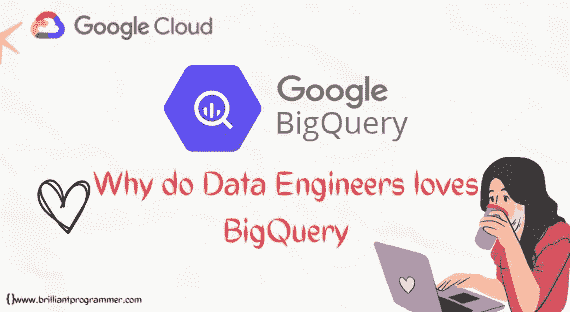 Google Cloud
Google
BigQuery
Why do Data Engineers loves
BigQuery
{}www.brilliantprogrammer.com